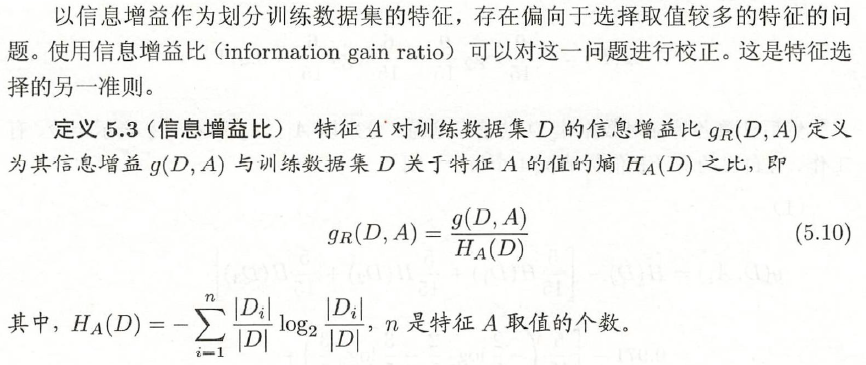 以信息增益作为划分训练数据集的特征，存在偏向于选择取值较多的特征的问
题。使用信息增益比（information gain ratio）可以对这一问题进行校正。这是特征选
择的另一准则。
定义 5.3（信息增益比） 特征 A 对训练数据集 D 的信息增益比 g_R(D, A) 定义
为其信息增益 g(D, A) 与训练数据集 D 关于特征 A 的值的熵 H_A(D) 之比，即
g_R(D, A) = \frac{g(D, A)}{H_A(D)} (5.10)
其中，H_A(D) = -\sum_{i=1}^{n} \frac{|D_i|}{|D|} \log_2 \frac{|D_i|}{|D|}，n 是特征 A 取值的个数。